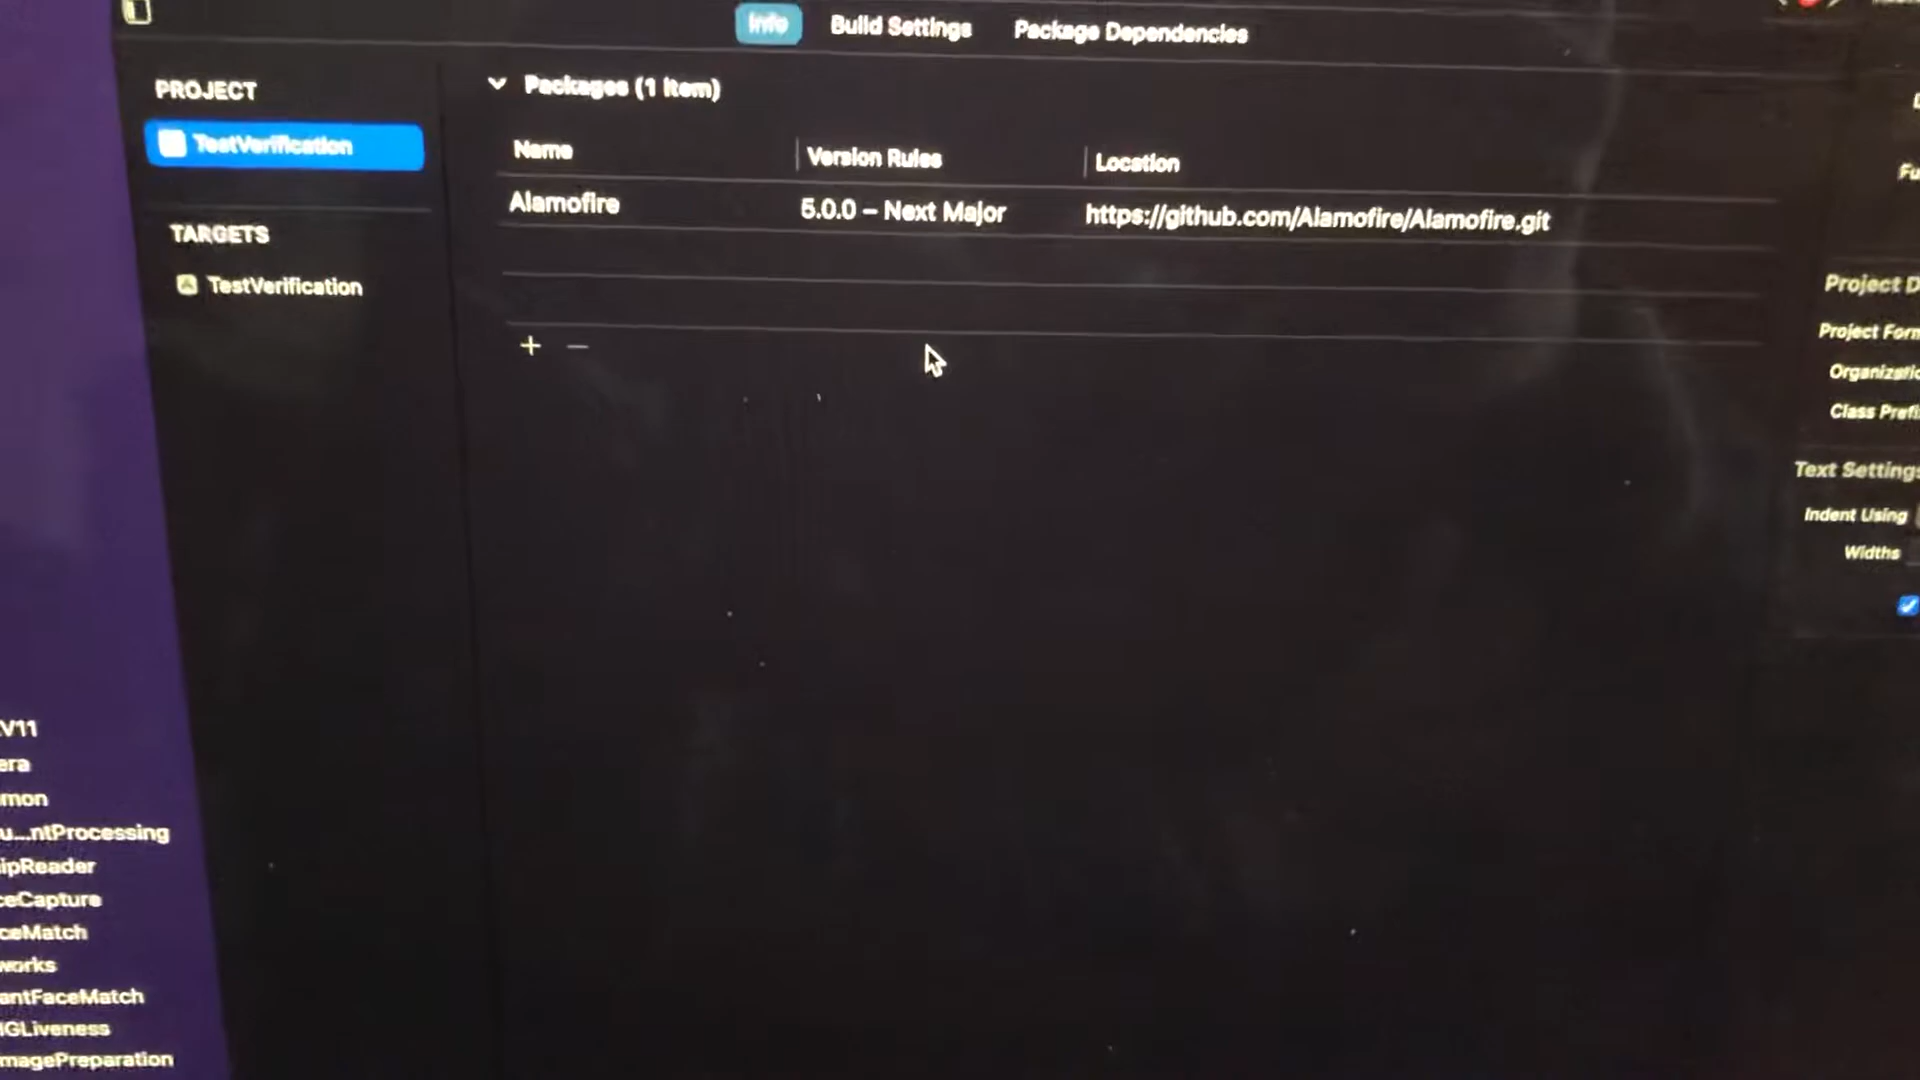 Info Build Settings Package Dependencies
PROJECT
TestVerification
TARGETS
TestVerification
Packages (1 item)
Name Version Rules Location
Alamofire 5.0.0 – Next Major https://github.com/Alamofire/Alamofire.git
+ −
Project D
Project Form
Organizatio
Class Prefi
Text Settings
Indent Using
Widths
V11
era
mon
u...ntProcessing
ipReader
ceCapture
ceMatch
works
antFaceMatch
IGLiveness
magePreparation